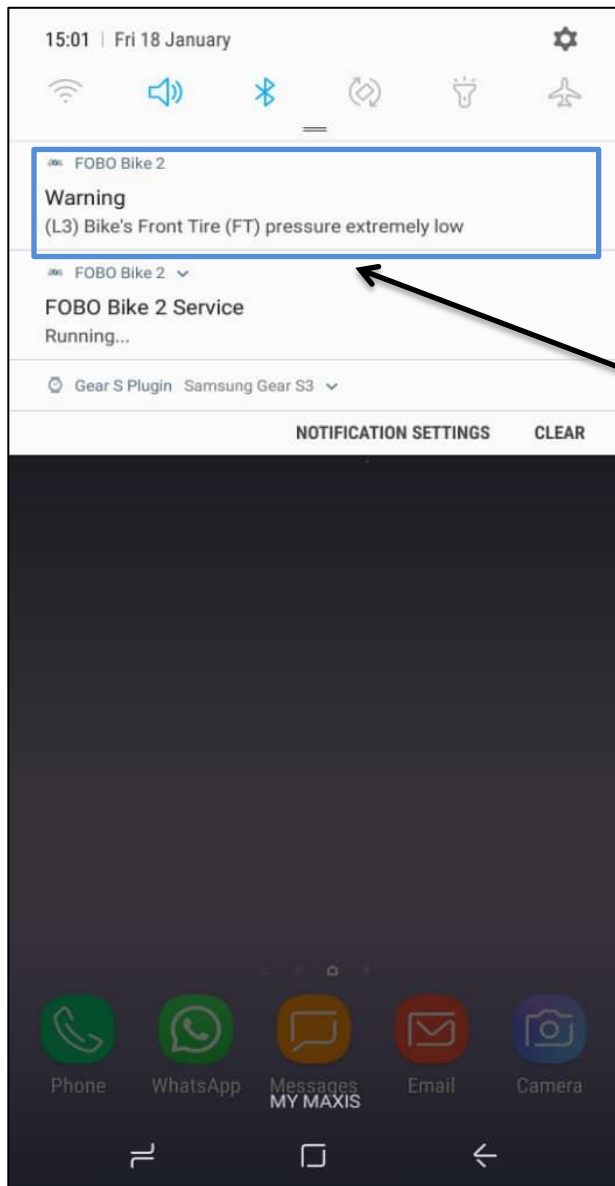 15:01 | Fri 18 January
FOBO Bike 2
Warning
(L3) Bike's Front Tire (FT) pressure extremely low
FOBO Bike 2
FOBO Bike 2 Service
Running...
Gear S Plugin Samsung Gear S3
NOTIFICATION SETTINGS CLEAR
Phone WhatsApp Messages Email Camera
MY MAXIS